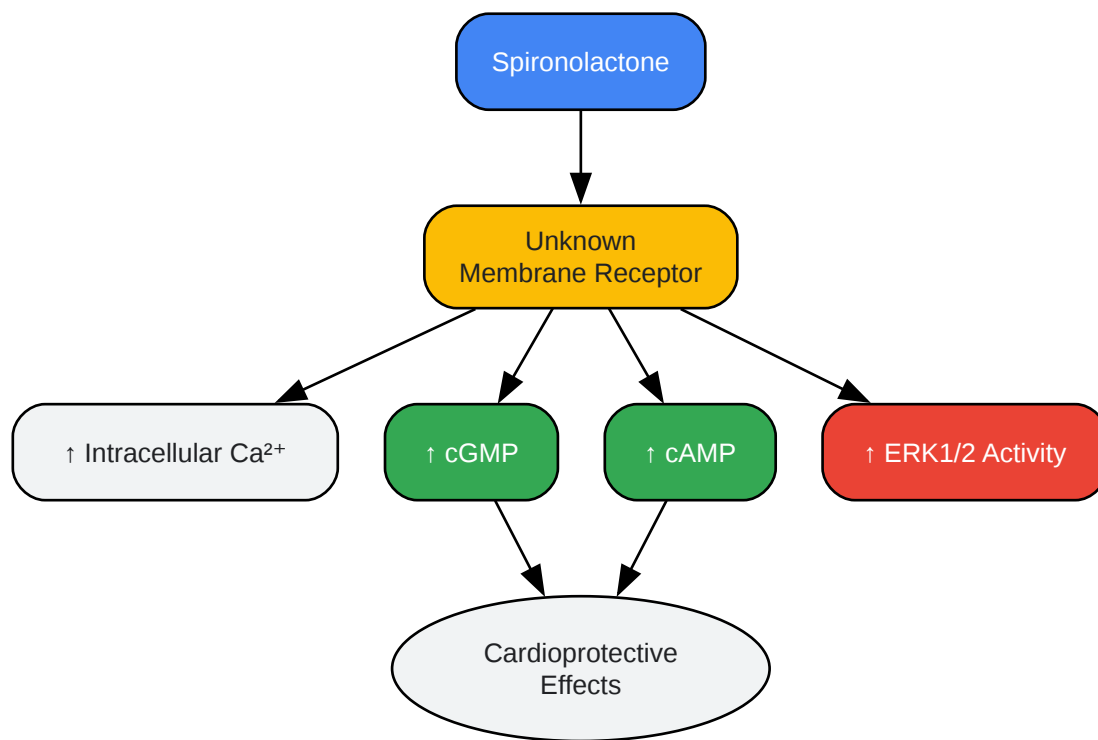 Spironolactone
Unknown
Membrane Receptor
↑ Intracellular Ca²⁺
↑ cGMP
↑ cAMP
↑ ERK1/2 Activity
Cardioprotective
Effects